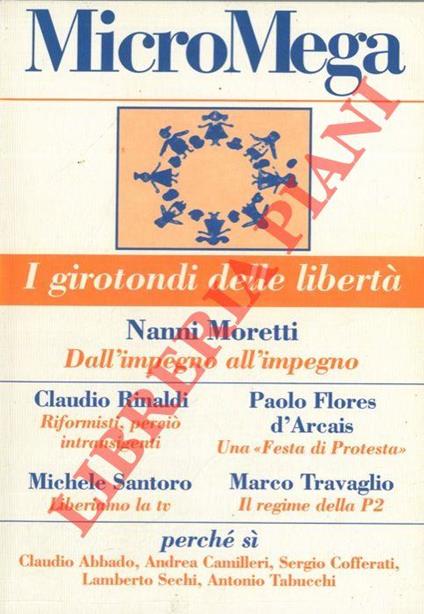 MicroMega
I girotondi delle libertà
Nanni Moretti
Dall'impegno all'impegno
Claudio Rinaldi
Riformisti, perciò
intransigenti
Paolo Flores
d'Arcais
Una «Festa di Protesta»
Michele Santoro
Liberiamo la tv
Marco Travaglio
Il regime della P2
perché sì
Claudio Abbado, Andrea Camilleri, Sergio Cofferati,
Lamberto Sechi, Antonio Tabucchi
LIBRERIA PIANI